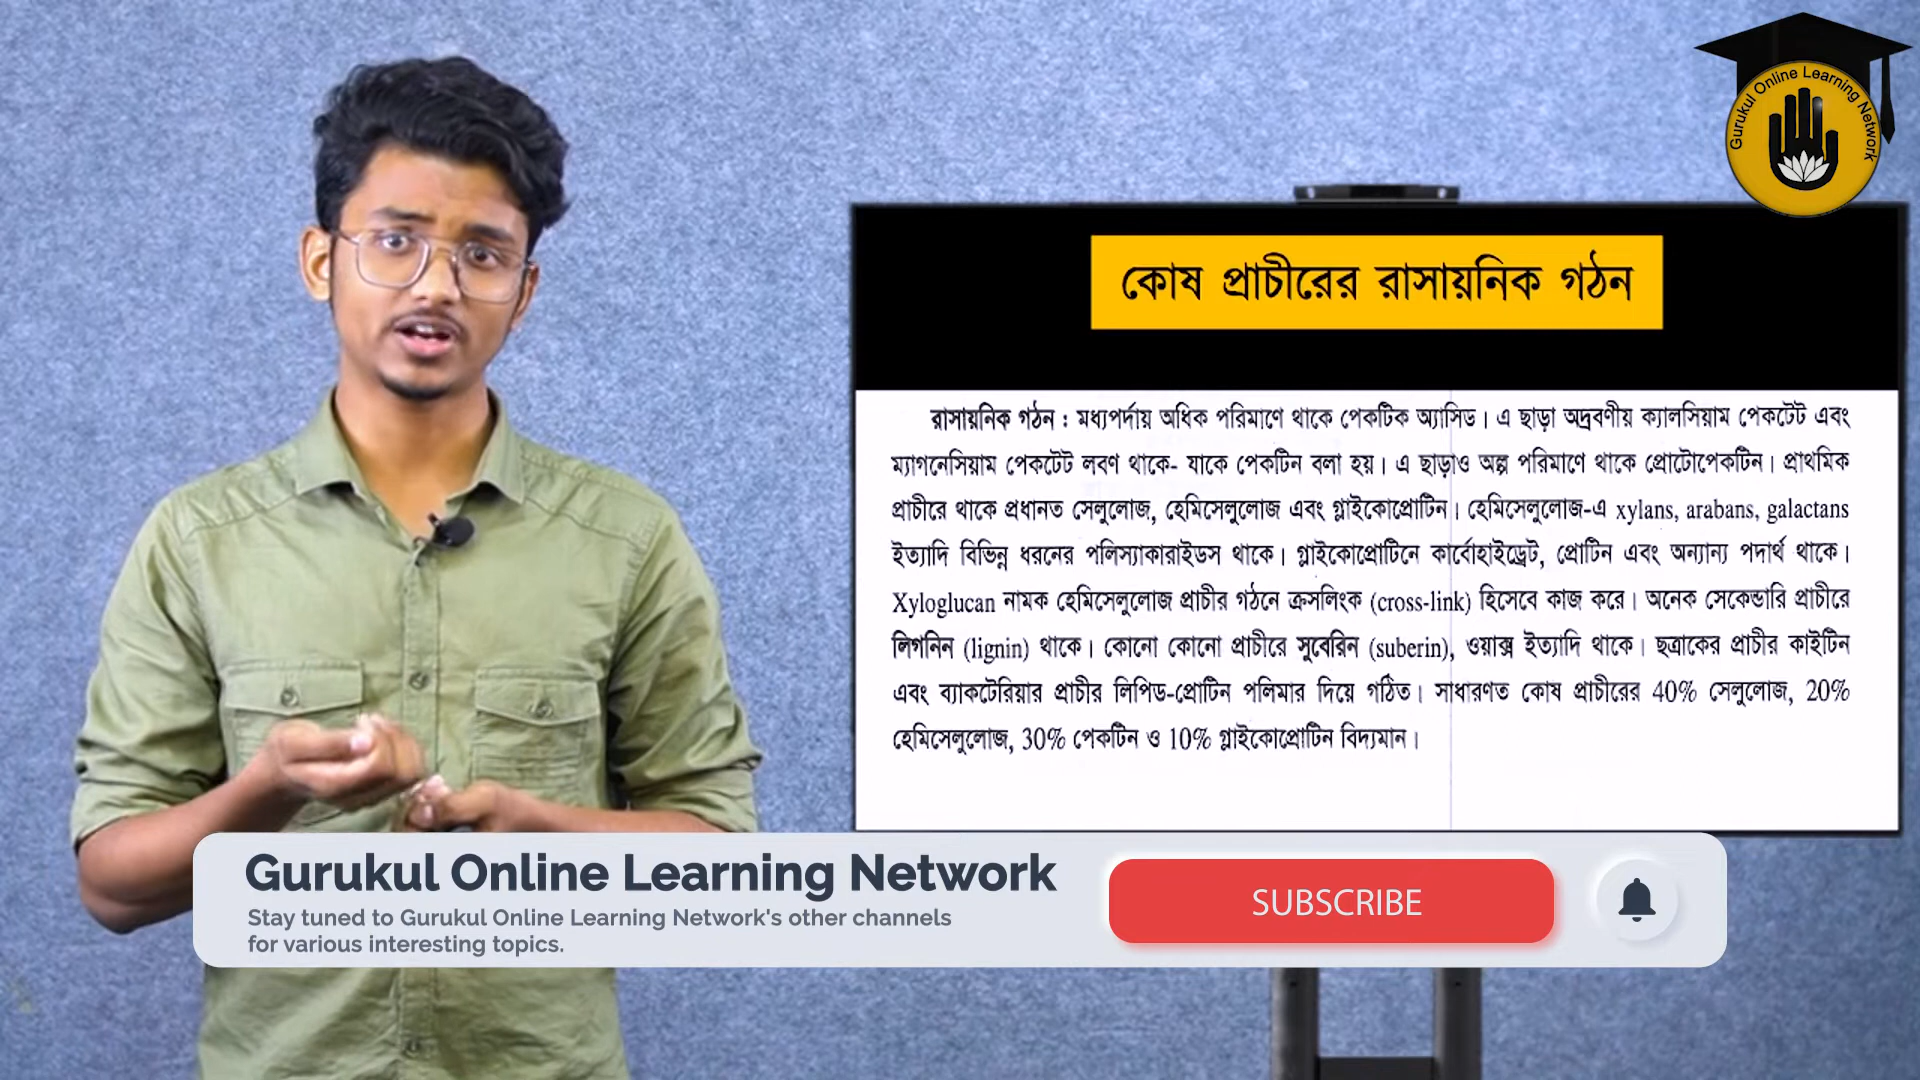 Gurukul Online Learning Network
কোষ প্রাচীরের রাসায়নিক গঠন
রাসায়নিক গঠন : মধ্যপর্দায় অধিক পরিমাণে থাকে পেকটিক অ্যাসিড। এ ছাড়া অদ্রবণীয় ক্যালসিয়াম পেকটেট এবং
ম্যাগনেসিয়াম পেকটেট লবণ থাকে- যাকে পেকটিন বলা হয়। এ ছাড়াও অল্প পরিমাণে থাকে প্রোটোপেকটিন। প্রাথমিক
প্রাচীরে থাকে প্রধানত সেলুলোজ, হেমিসেলুলোজ এবং গ্লাইকোপ্রোটিন। হেমিসেলুলোজ-এ xylans, arabans, galactans
ইত্যাদি বিভিন্ন ধরনের পলিস্যাকারাইডস থাকে। গ্লাইকোপ্রোটিনে কার্বোহাইড্রেট, প্রোটিন এবং অন্যান্য পদার্থ থাকে।
Xyloglucan নামক হেমিসেলুলোজ প্রাচীর গঠনে ক্রসলিংক (cross-link) হিসেবে কাজ করে। অনেক সেকেন্ডারি প্রাচীরে
লিগনিন (lignin) থাকে। কোনো কোনো প্রাচীরে সুবেরিন (suberin), ওয়াক্স ইত্যাদি থাকে। ছত্রাকের প্রাচীর কাইটিন
এবং ব্যাকটেরিয়ার প্রাচীর লিপিড-প্রোটিন পলিমার দিয়ে গঠিত। সাধারণত কোষ প্রাচীরের 40% সেলুলোজ, 20%
হেমিসেলুলোজ, 30% পেকটিন ও 10% গ্লাইকোপ্রোটিন বিদ্যমান।
Gurukul Online Learning Network
Stay tuned to Gurukul Online Learning Network's other channels
for various interesting topics.
SUBSCRIBE